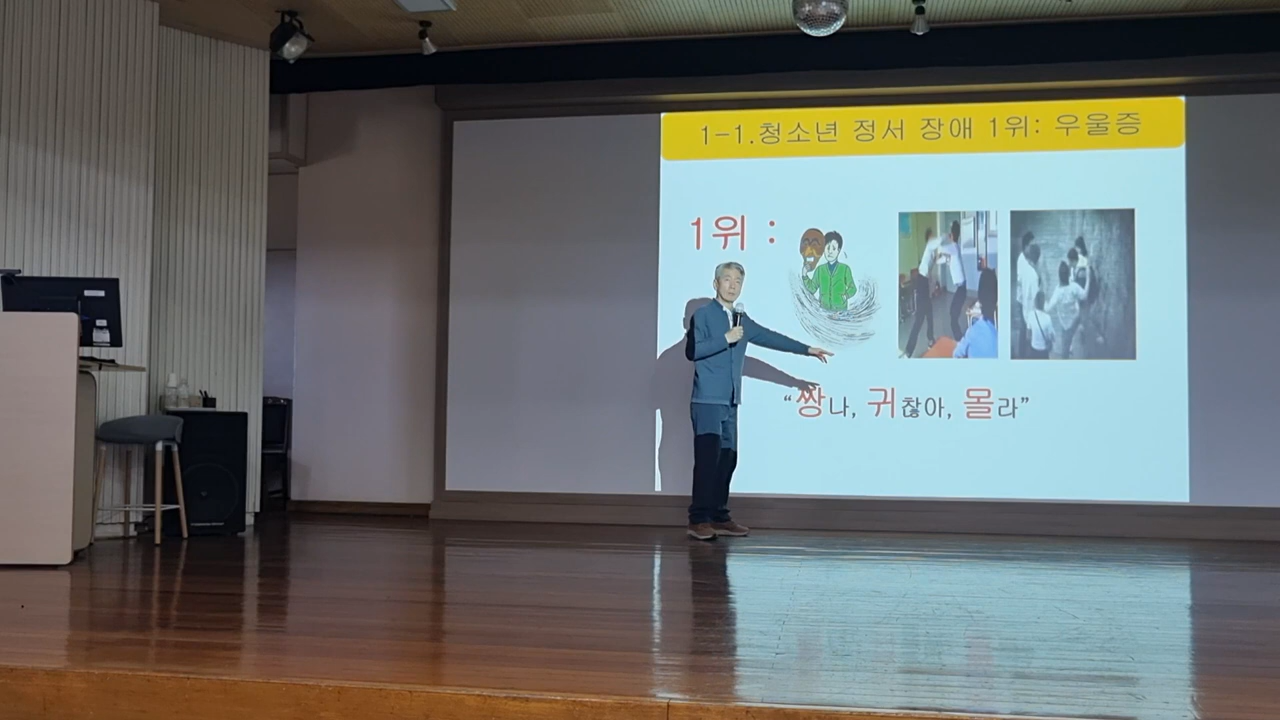 1-1.청소년 정서 장애 1위: 우울증
1위 :
“짱나, 귀찮아, 몰라”